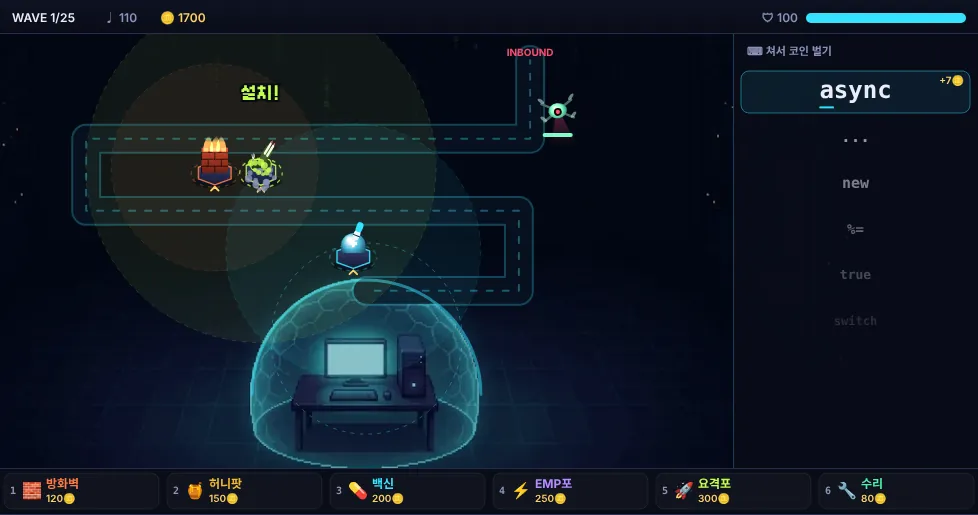 WAVE 1/25
♩ 110
1700
100
INBOUND
설치!
쳐서 코인 벌기
async
+7
...
new
%=
true
switch
1 방화벽
120
2 허니팟
150
3 백신
200
4 EMP포
250
5 요격포
300
6 수리
80